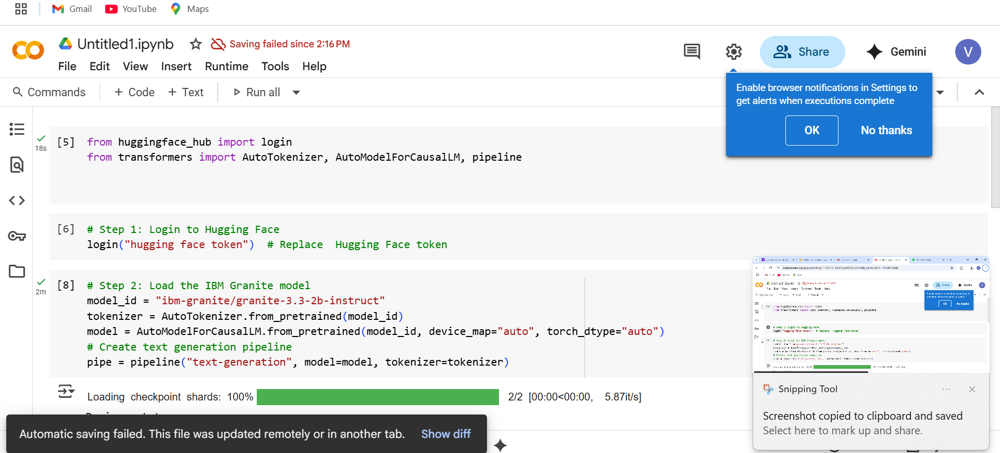 Gmail YouTube Maps
Untitled1.ipynb Saving failed since 2:16 PM
File Edit View Insert Runtime Tools Help
Share Gemini V
Commands + Code + Text Run all
Enable browser notifications in Settings to
get alerts when executions complete
OK No thanks
18s
[5] from huggingface_hub import login
from transformers import AutoTokenizer, AutoModelForCausalLM, pipeline
[6] # Step 1: Login to Hugging Face
login("hugging face token") # Replace Hugging Face token
2m
[8] # Step 2: Load the IBM Granite model
model_id = "ibm-granite/granite-3.3-2b-instruct"
tokenizer = AutoTokenizer.from_pretrained(model_id)
model = AutoModelForCausalLM.from_pretrained(model_id, device_map="auto", torch_dtype="auto")
# Create text generation pipeline
pipe = pipeline("text-generation", model=model, tokenizer=tokenizer)
Loading checkpoint shards: 100% 2/2 [00:00<00:00, 5.87it/s]
Automatic saving failed. This file was updated remotely or in another tab. Show diff
Snipping Tool
Screenshot copied to clipboard and saved
Select here to mark up and share.